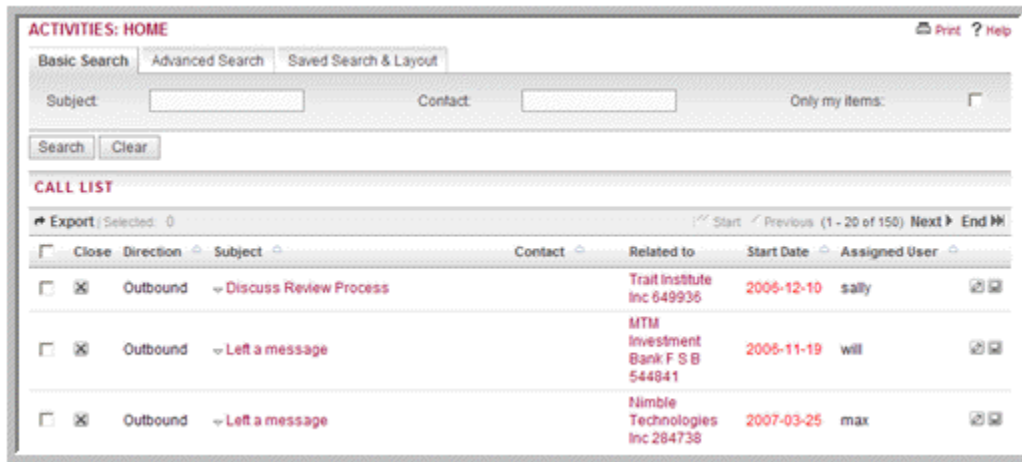 ACTIVITIES: HOME Print ? Help
Basic Search Advanced Search Saved Search & Layout
Subject: Contact: Only my items:
Search Clear
CALL LIST
Export | Selected: 0 Start Previous (1 - 20 of 150) Next End
Close Direction Subject Contact Related to Start Date Assigned User
Outbound Discuss Review Process Trait Institute Inc 649936 2006-12-10 sally
Outbound Left a message MTM Investment Bank F S B 544841 2006-11-19 will
Outbound Left a message Nimble Technologies Inc 284738 2007-03-25 max